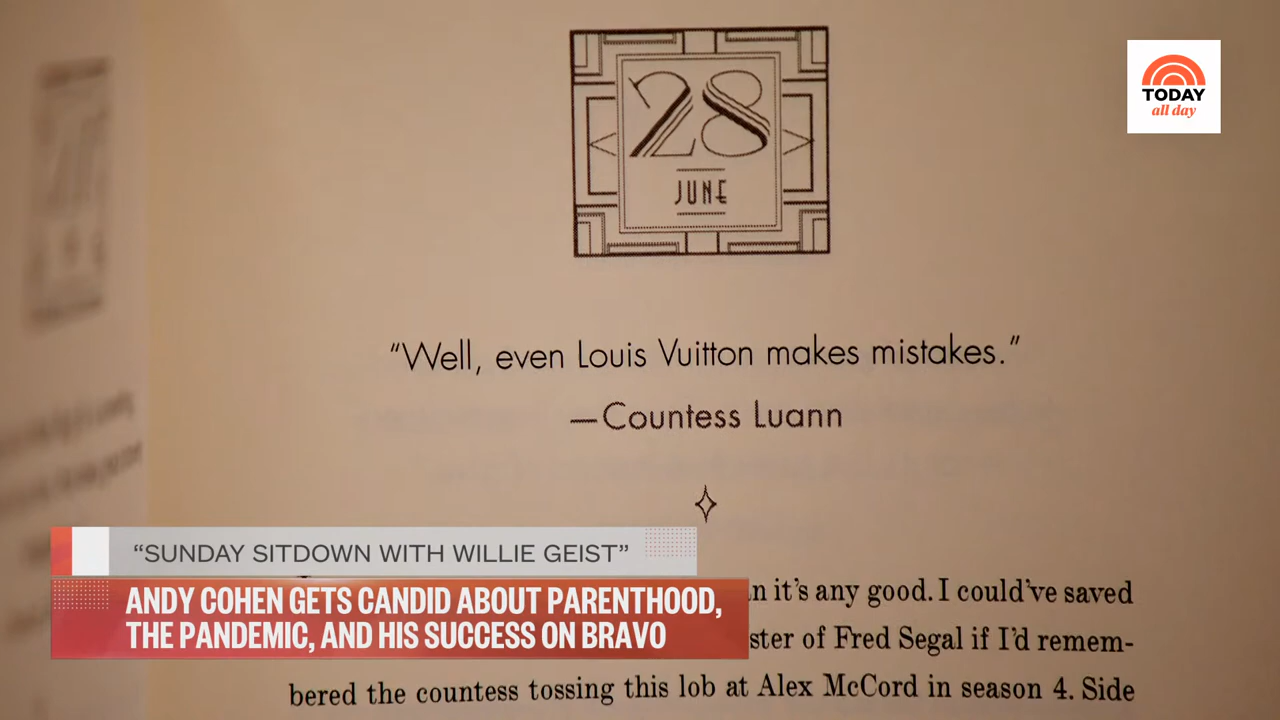 28
JUNE
TODAY
all day
“Well, even Louis Vuitton makes mistakes.”
—Countess Luann
“SUNDAY SITDOWN WITH WILLIE GEIST”
ANDY COHEN GETS CANDID ABOUT PARENTHOOD,
THE PANDEMIC, AND HIS SUCCESS ON BRAVO
it’s any good. I could’ve saved
of Fred Segal if I’d remem-
bered the countess tossing this lob at Alex McCord in season 4. Side